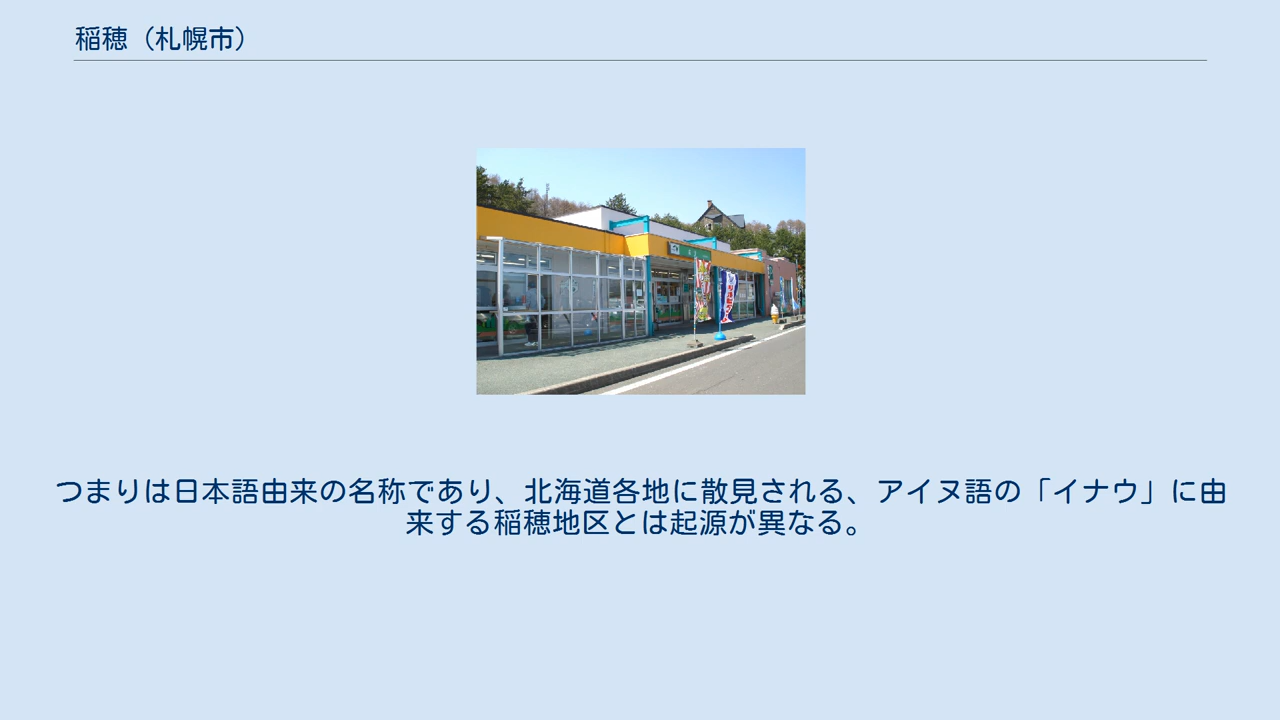 稲穂（札幌市）
つまりは日本語由来の名称であり、北海道各地に散見される、アイヌ語の「イナウ」に由
来する稲穂地区とは起源が異なる。